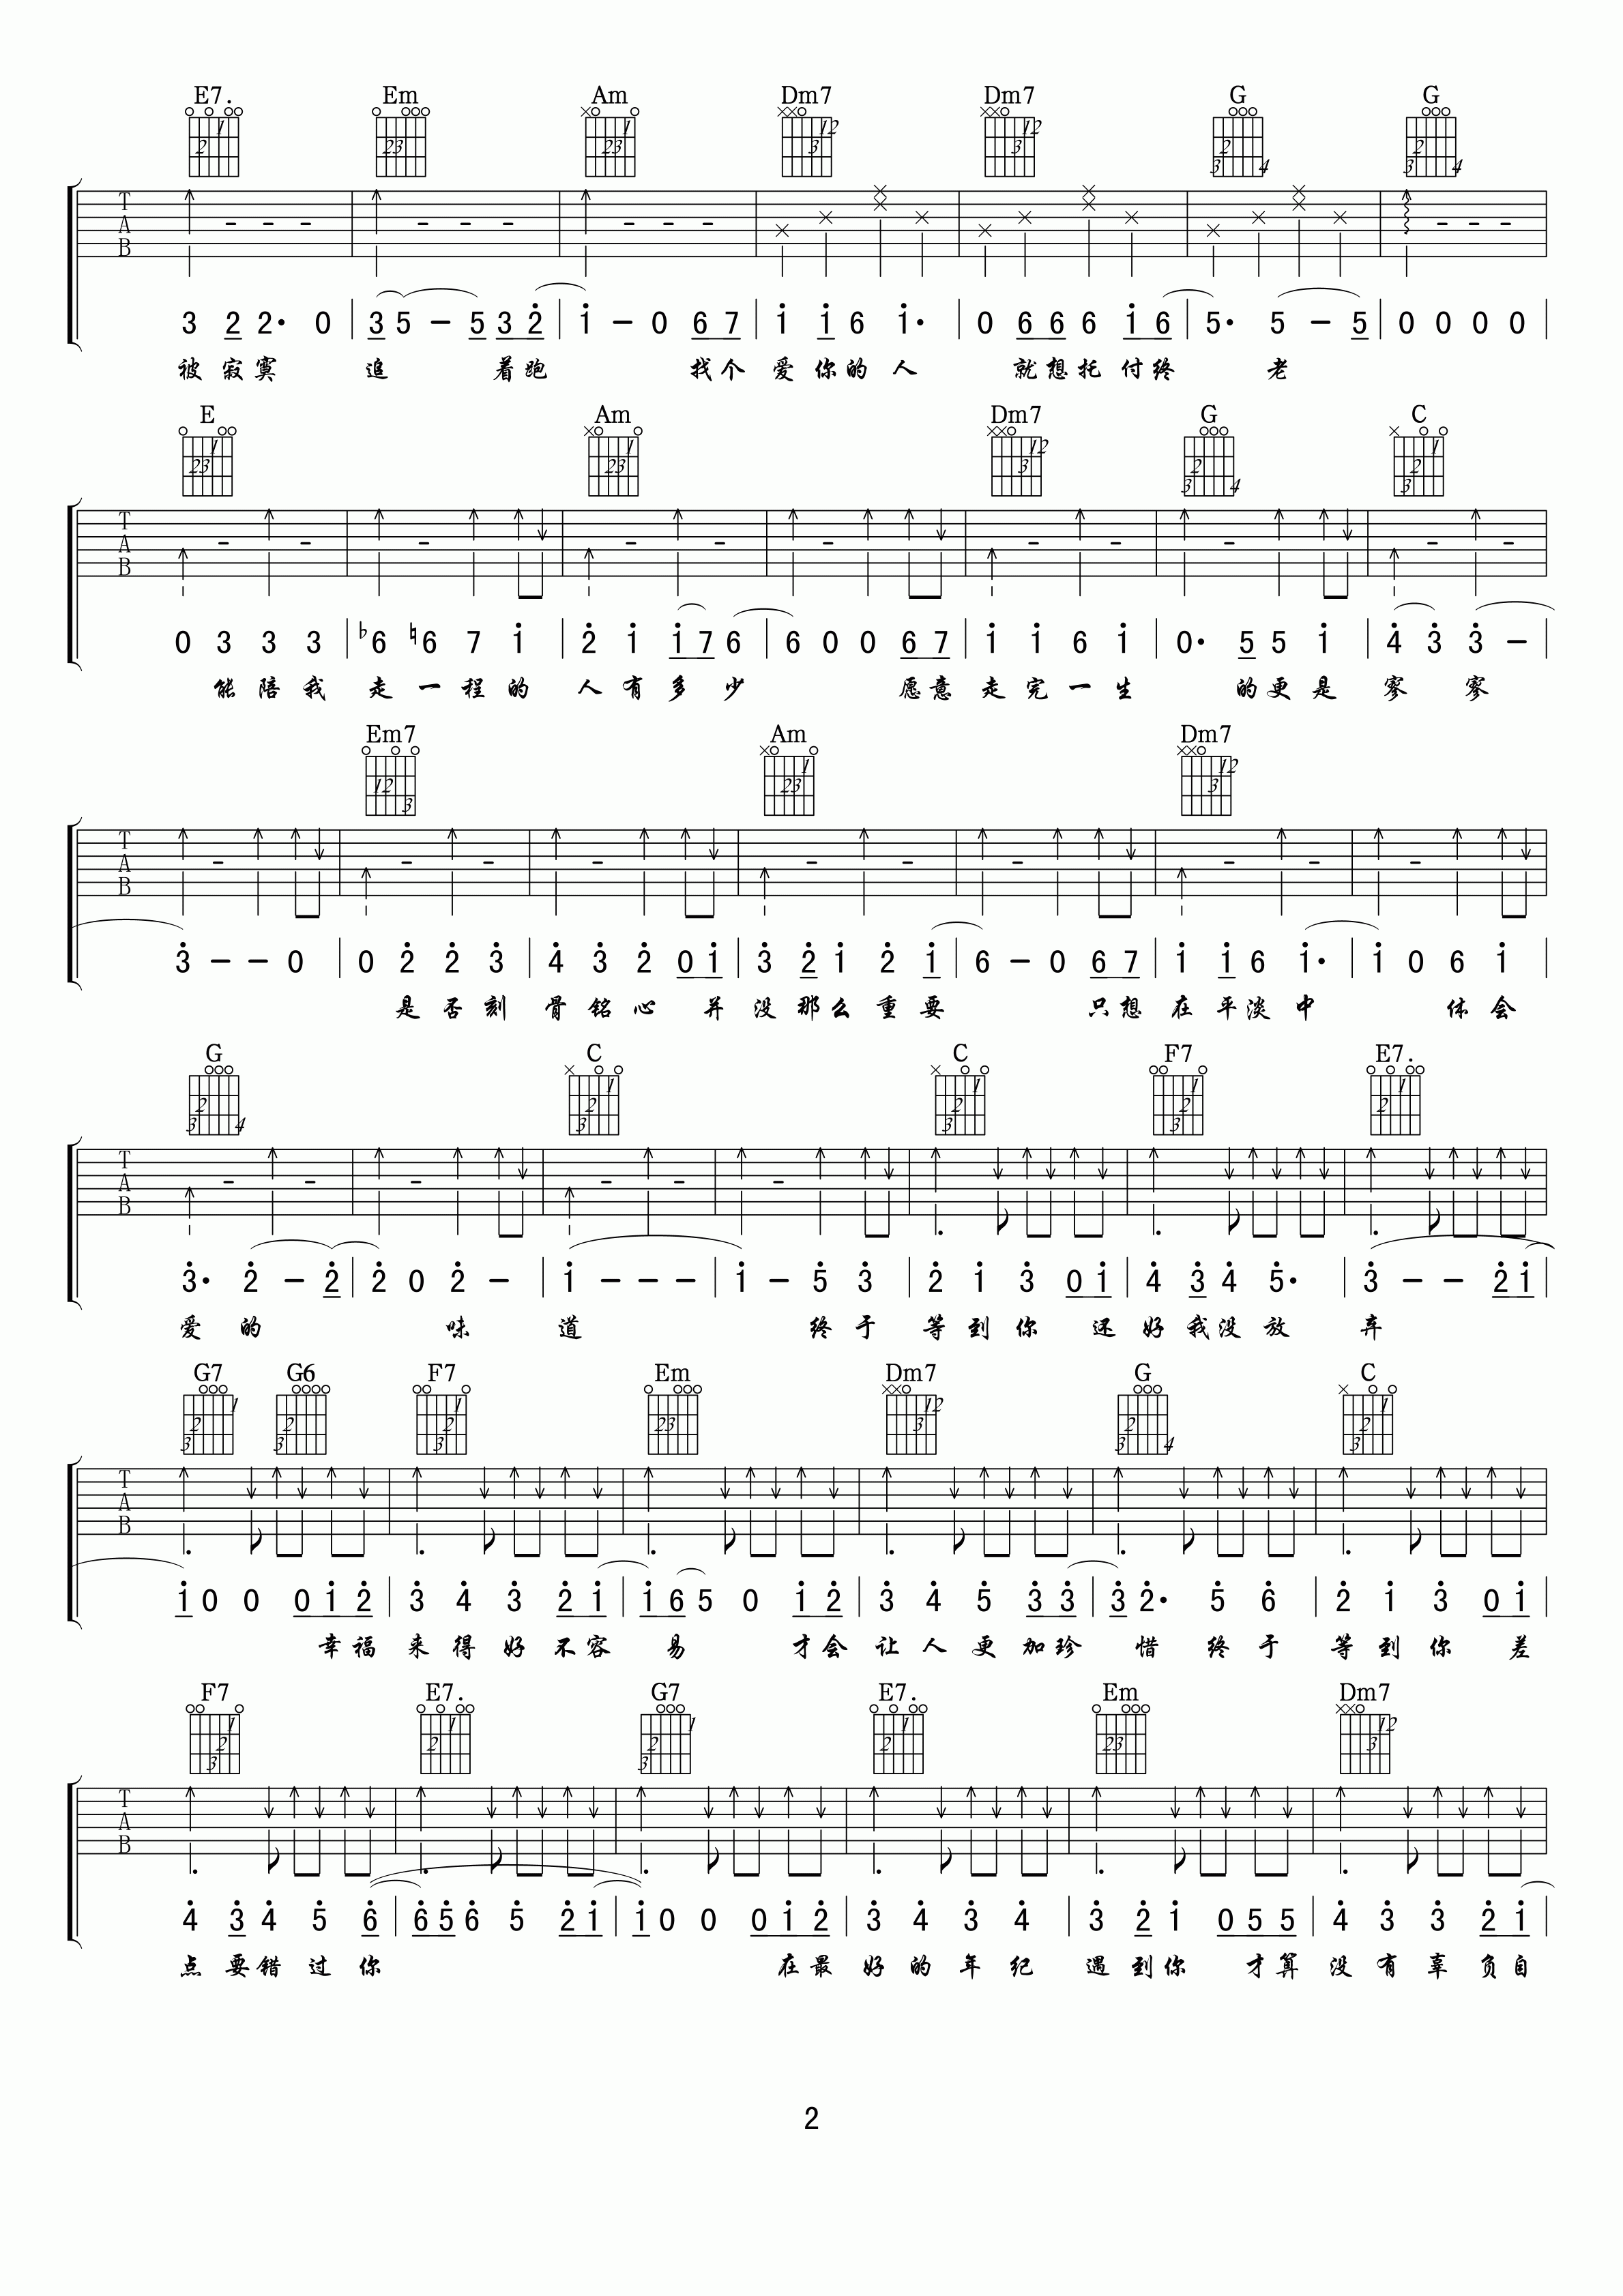 E7. Em Am Dm7 Dm7 G G
T A B
3 2 2· 0 | 3 5 – 5 3 2 | 1 – 0 6 7 | 1 1 6 1· | 0 6 6 6 1 6 | 5· 5 – 5 | 0 0 0 0 |
被寂寞 追 着跑 找个 爱你的人 就想托付终 老
E Am Dm7 G C
T A B
0 3 3 3 | ♭6 ♮6 7 1 | 2 1 1 7 6 | 6 0 0 6 7 | 1 1 6 1 | 0· 5 5 1 | 4 3 3 – |
能陪我 走一程的 人有多少 愿意 走完一生 的更是 寥 寥
Em7 Am Dm7
T A B
3 – – 0 | 0 2 2 3 | 4 3 2 0 1 | 3 2 1 2 1 | 6 – 0 6 7 | 1 1 6 1· | 1 0 6 1 |
是否刻 骨铭心 并 没那么重要 只想 在平淡中 体会
G C C F7 E7.
T A B
3· 2 – 2 | 2 0 2 – | 1 – – – | 1 – 5 3 | 2 1 3 0 1 | 4 3 4 5· | 3 – – 2 1 |
爱的 味 道 终于 等到你 还 好我没放 弃
G7 G6 F7 Em Dm7 G C
T A B
1 0 0 0 1 2 | 3 4 3 2 1 | 1 6 5 0 1 2 | 3 4 5 3 3 | 3 2· 5 6 | 2 1 3 0 1 |
幸福 来得好不容 易 才会 让人更加珍 惜 终于 等到你 差
F7 E7. G7 E7. Em Dm7
T A B
4 3 4 5 6 | 6 5 6 5 2 1 | 1 0 0 0 1 2 | 3 4 3 4 | 3 2 1 0 5 5 | 4 3 3 2 1 |
点要错过你 在最 好的年纪 遇到你 才算 没有辜负自
2